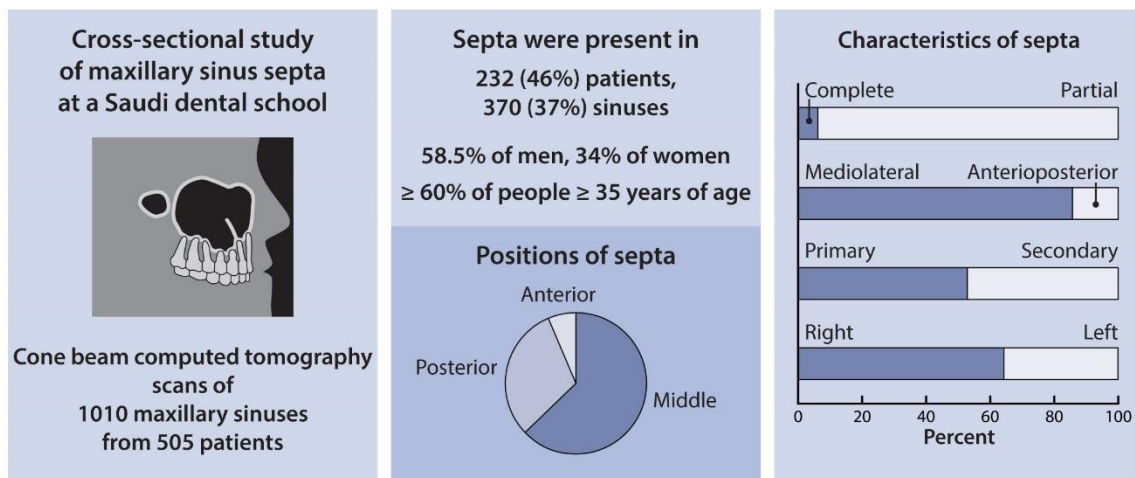 Cross-sectional study
of maxillary sinus septa
at a Saudi dental school
Cone beam computed tomography
scans of
1010 maxillary sinuses
from 505 patients
Septa were present in
232 (46%) patients,
370 (37%) sinuses
58.5% of men, 34% of women
≥ 60% of people ≥ 35 years of age
Positions of septa
Anterior
Posterior
Middle
Characteristics of septa
Complete Partial
Mediolateral Anterioposterior
Primary Secondary
Right Left
0 20 40 60 80 100
Percent